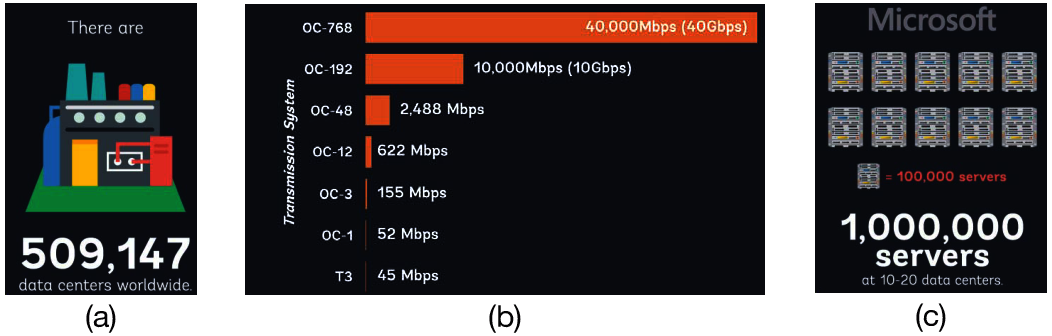 There are
509,147
data centers worldwide.
(a)
Transmission System
OC-768 40,000Mbps (40Gbps)
OC-192 10,000Mbps (10Gbps)
OC-48 2,488 Mbps
OC-12 622 Mbps
OC-3 155 Mbps
OC-1 52 Mbps
T3 45 Mbps
(b)
Microsoft
= 100,000 servers
1,000,000
servers
at 10-20 data centers.
(c)